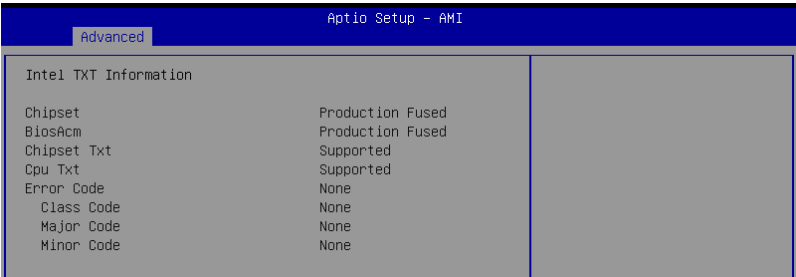 Aptio Setup – AMI
Advanced
Intel TXT Information
Chipset Production Fused
BiosAcm Production Fused
Chipset Txt Supported
Cpu Txt Supported
Error Code None
Class Code None
Major Code None
Minor Code None